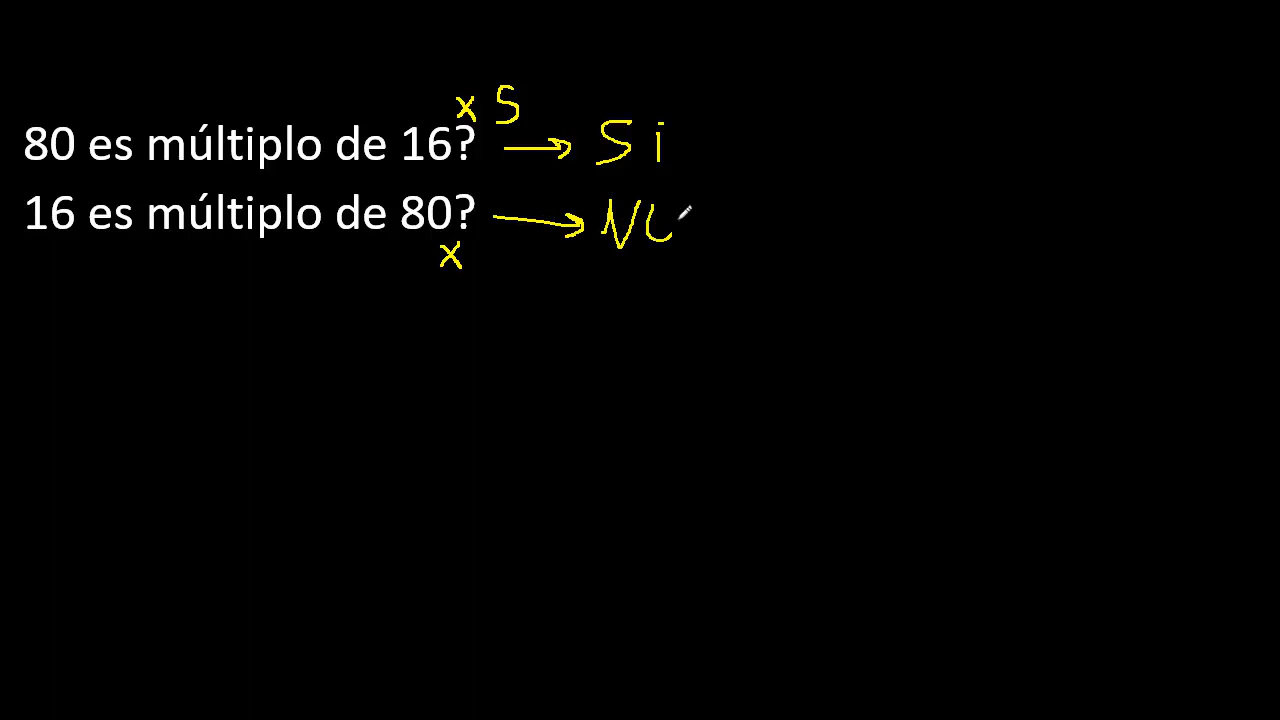 x 5
80 es múltiplo de 16? → Si
16 es múltiplo de 80? → NO
x